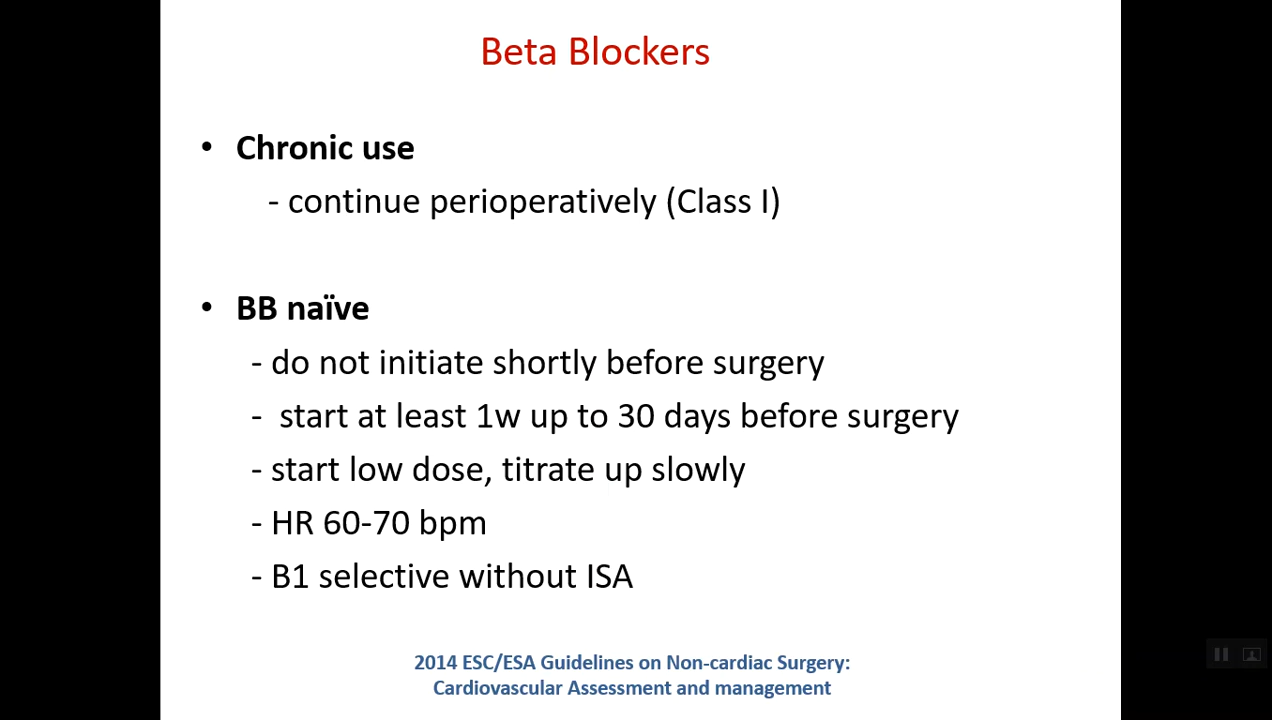 Beta Blockers
• Chronic use
- continue perioperatively (Class I)
• BB naïve
- do not initiate shortly before surgery
- start at least 1w up to 30 days before surgery
- start low dose, titrate up slowly
- HR 60-70 bpm
- B1 selective without ISA
2014 ESC/ESA Guidelines on Non-cardiac Surgery:
Cardiovascular Assessment and management